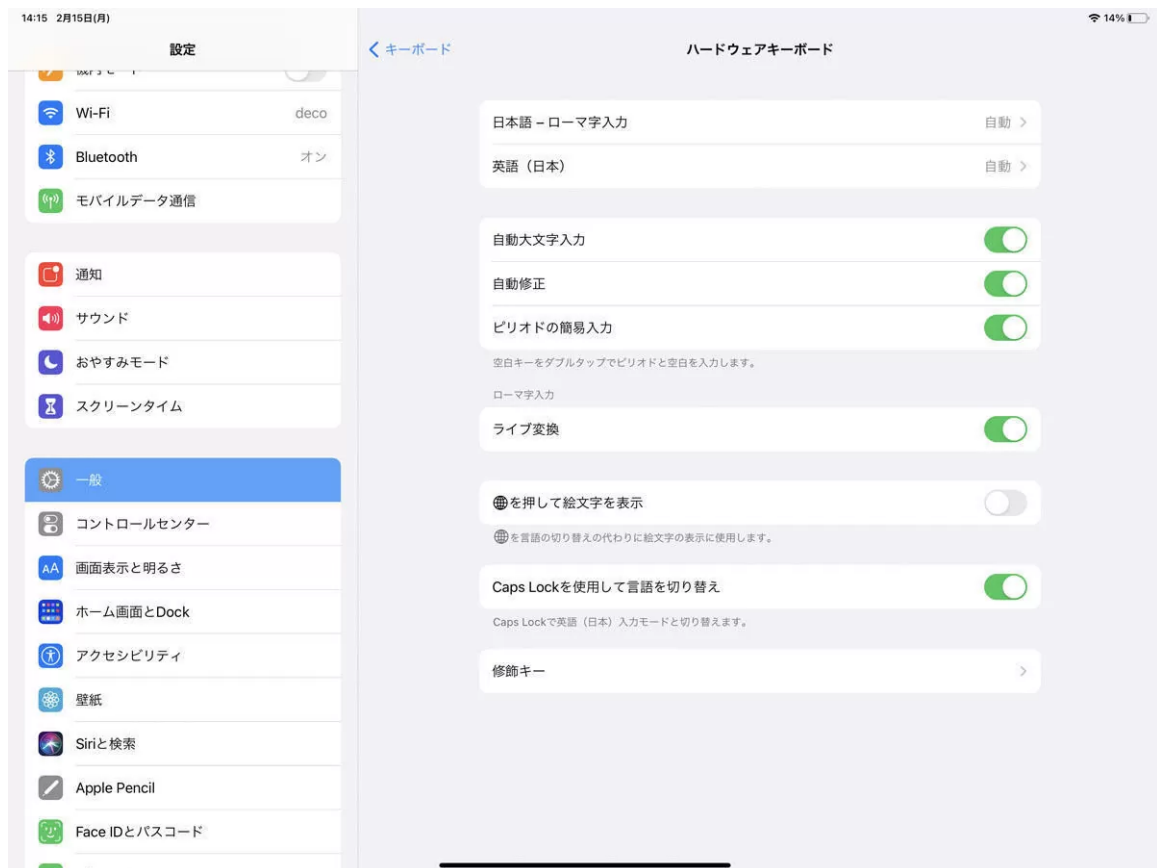 14:15 2月15日(月)
14%
設定
Wi-Fi
deco
Bluetooth
オン
モバイルデータ通信
通知
サウンド
おやすみモード
スクリーンタイム
一般
コントロールセンター
AA
画面表示と明るさ
ホーム画面とDock
アクセシビリティ
壁紙
Siriと検索
Apple Pencil
Face IDとパスコード
キーボード
ハードウェアキーボード
日本語 – ローマ字入力
自動
英語（日本）
自動
自動大文字入力
自動修正
ピリオドの簡易入力
空白キーをダブルタップでピリオドと空白を入力します。
ローマ字入力
ライブ変換
を押して絵文字を表示
を言語の切り替えの代わりに絵文字の表示に使用します。
Caps Lockを使用して言語を切り替え
Caps Lockで英語（日本）入力モードと切り替えます。
修飾キー